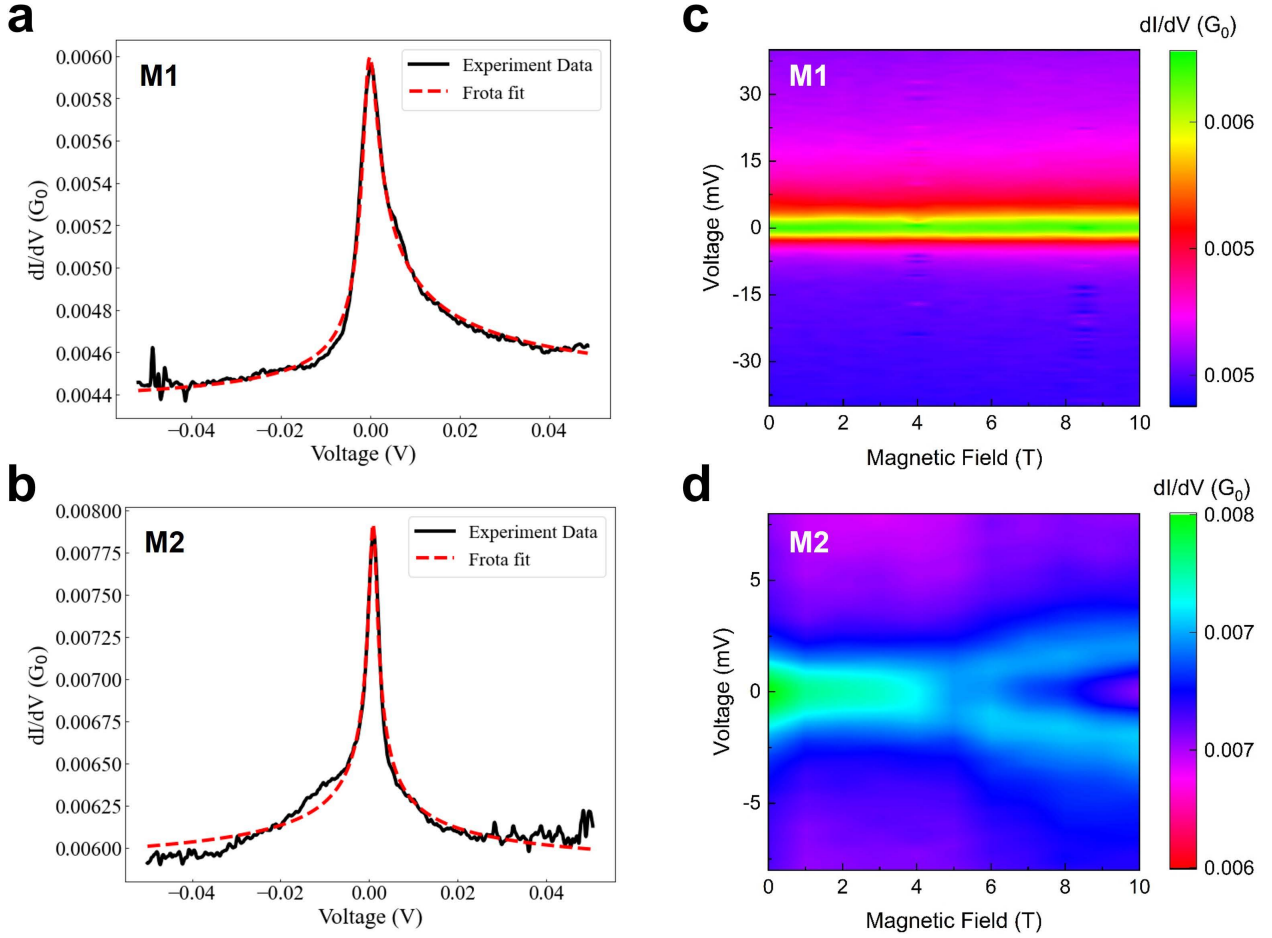 a
M1
Experiment Data
Frota fit
0.0060
0.0058
0.0056
0.0054
0.0052
0.0050
0.0048
0.0046
0.0044
dI/dV (G0)
−0.04 −0.02 0.00 0.02 0.04
Voltage (V)
c
dI/dV (G0)
M1
30
15
0
-15
-30
Voltage (mV)
0 2 4 6 8 10
Magnetic Field (T)
0.006
0.005
0.005
b
M2
Experiment Data
Frota fit
0.00800
0.00775
0.00750
0.00725
0.00700
0.00675
0.00650
0.00625
0.00600
dI/dV (G0)
−0.04 −0.02 0.00 0.02 0.04
Voltage (V)
d
dI/dV (G0)
M2
5
0
-5
Voltage (mV)
0 2 4 6 8 10
Magnetic Field (T)
0.008
0.007
0.007
0.006